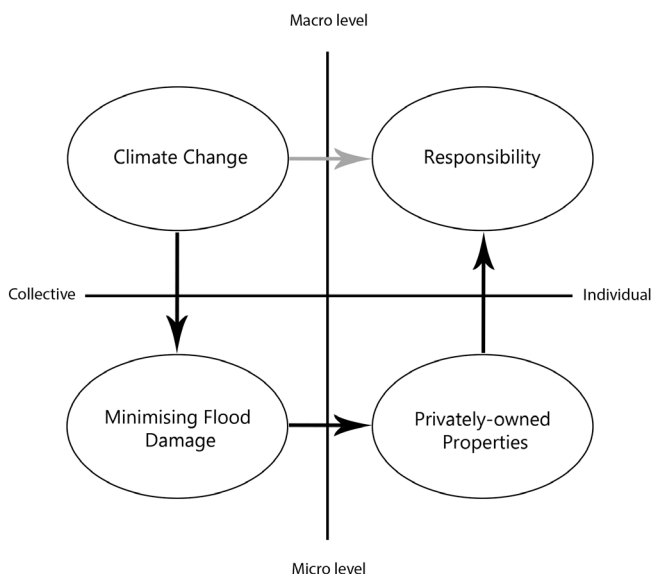 Macro level
Climate Change
Responsibility
Collective
Individual
Minimising Flood
Damage
Privately-owned
Properties
Micro level